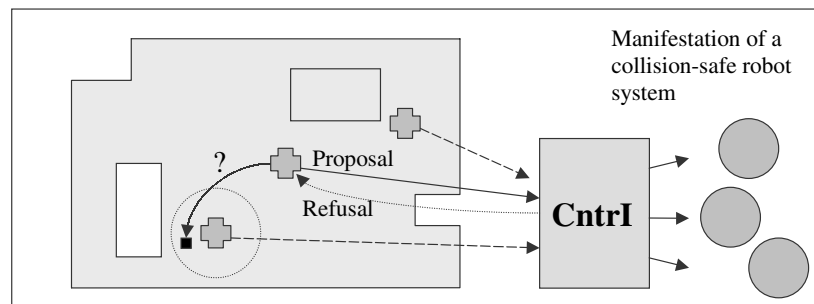 Manifestation of a
collision-safe robot
system
?
Proposal
Refusal
CntrI